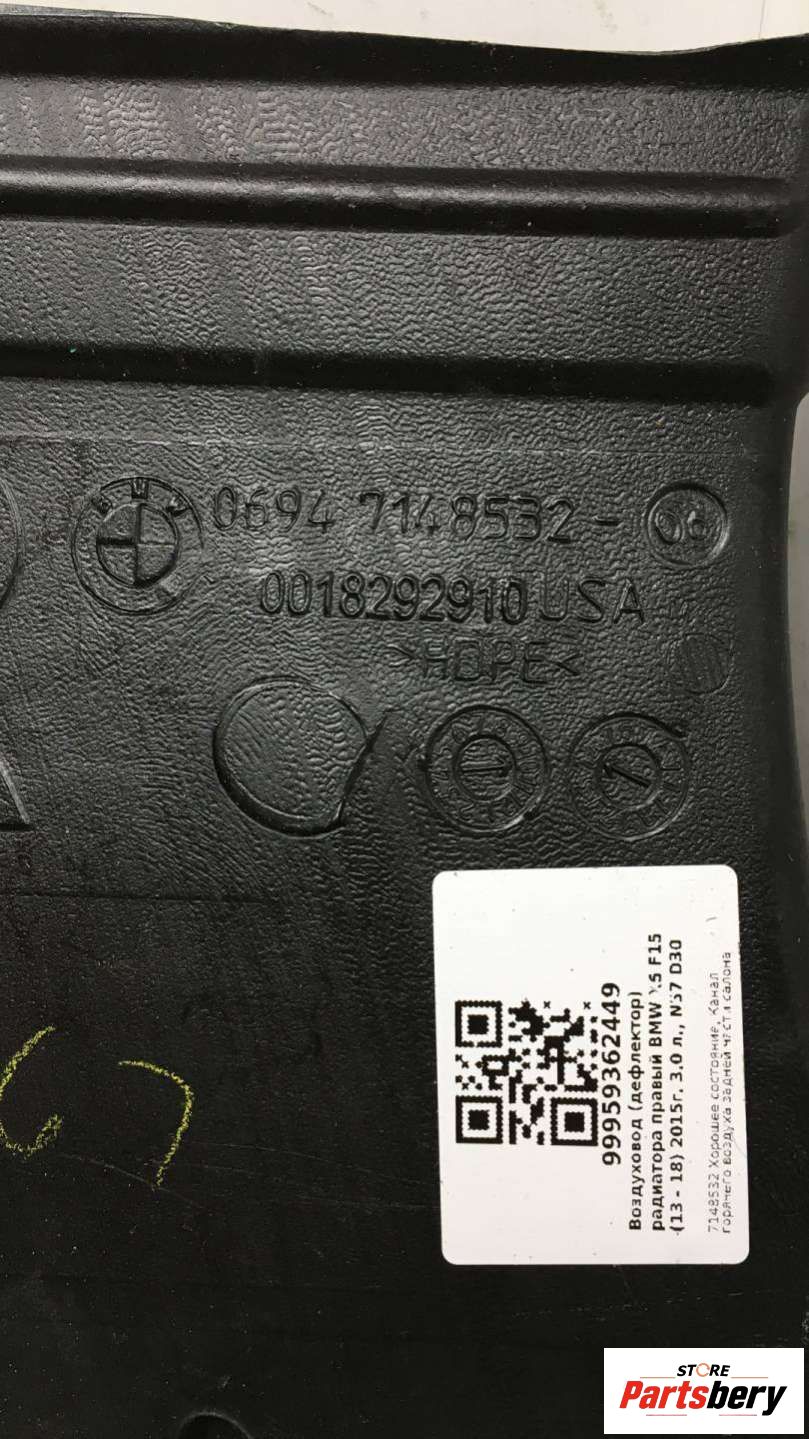 BMW
0694 7148532-
06
0018292910 USA
>HDPE<
99959362449
Воздуховод (дефлектор)
радиатора правый BMW X5 F15
(13 - 18) 2015г. 3,0 л., N57 D30
7148532 Хорошее состояние, Канал
горячего воздуха задней части салона
STORE
Partsbery